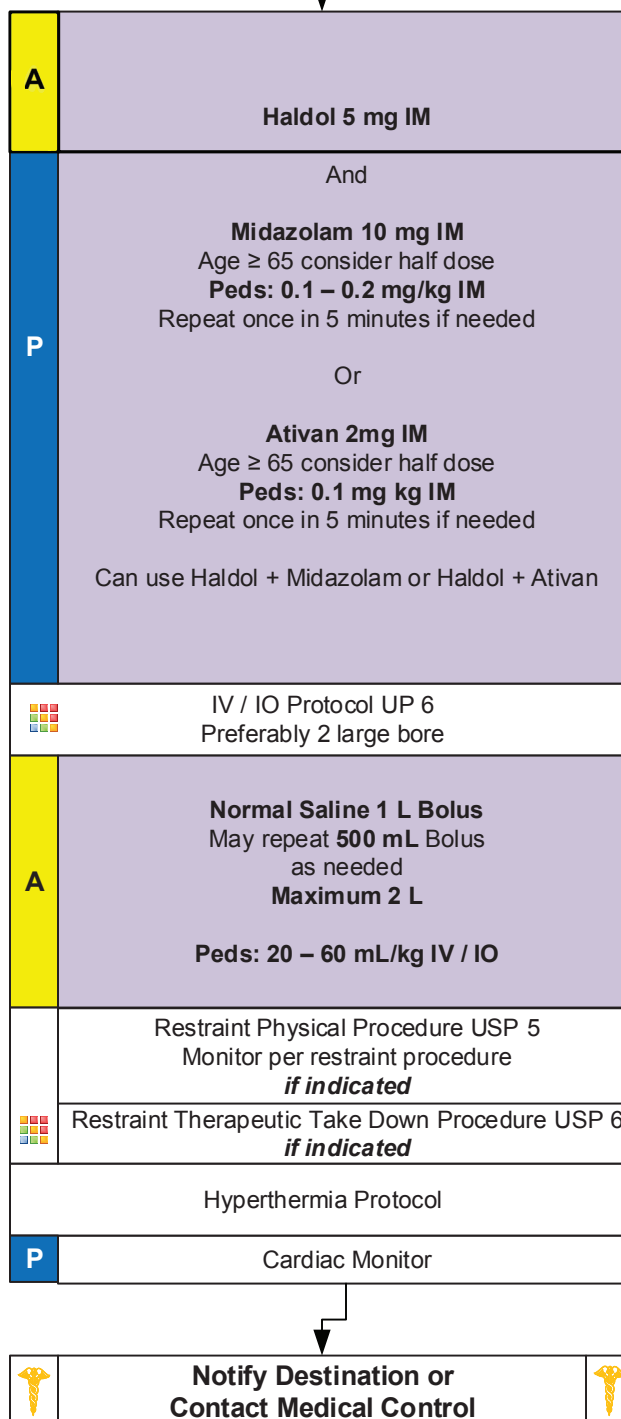 A
Haldol 5 mg IM
P
And
Midazolam 10 mg IM
Age ≥ 65 consider half dose
Peds: 0.1 – 0.2 mg/kg IM
Repeat once in 5 minutes if needed
Or
Ativan 2mg IM
Age ≥ 65 consider half dose
Peds: 0.1 mg kg IM
Repeat once in 5 minutes if needed
Can use Haldol + Midazolam or Haldol + Ativan
IV / IO Protocol UP 6
Preferably 2 large bore
A
Normal Saline 1 L Bolus
May repeat 500 mL Bolus
as needed
Maximum 2 L
Peds: 20 – 60 mL/kg IV / IO
Restraint Physical Procedure USP 5
Monitor per restraint procedure
if indicated
Restraint Therapeutic Take Down Procedure USP 6
if indicated
Hyperthermia Protocol
P
Cardiac Monitor
Notify Destination or
Contact Medical Control